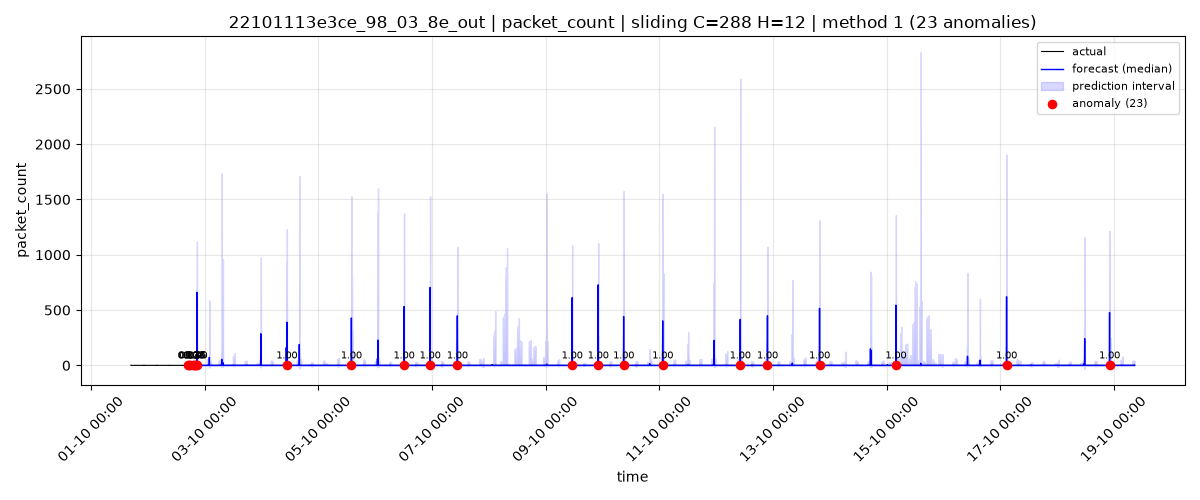 22101113e3ce_98_03_8e_out | packet_count | sliding C=288 H=12 | method 1 (23 anomalies)
actual
forecast (median)
prediction interval
anomaly (23)
packet_count
2500
2000
1500
1000
500
0
1.00 1.00 1.00 1.00 1.00 1.00 1.00 1.00 1.00 1.00 1.00 1.00 1.00 1.00 1.00
01-10 00:00 03-10 00:00 05-10 00:00 07-10 00:00 09-10 00:00 11-10 00:00 13-10 00:00 15-10 00:00 17-10 00:00 19-10 00:00
time